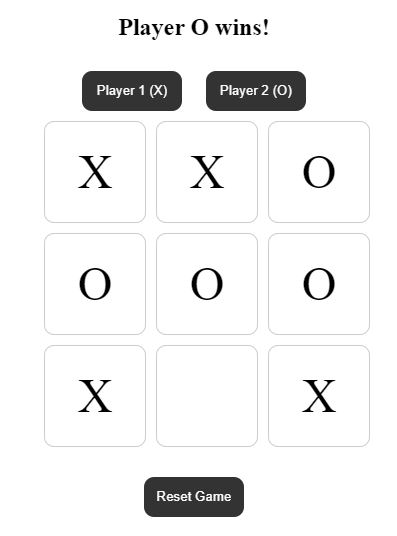 Player O wins!
Player 1 (X) Player 2 (O)
X X O
O O O
X X
Reset Game